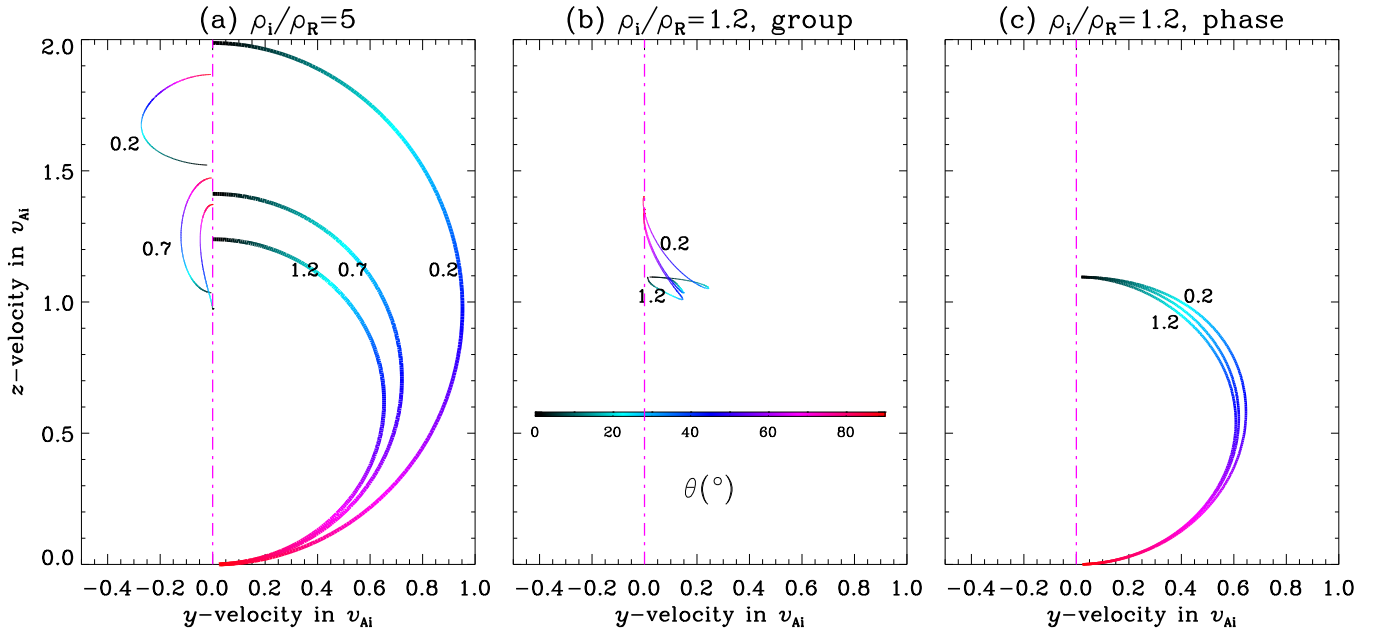 (a) ρi/ρR=5
(b) ρi/ρR=1.2, group
(c) ρi/ρR=1.2, phase
2.0
1.5
1.0
0.5
0.0
z−velocity in vAi
0.2
0.7
1.2 0.7 0.2
−0.4−0.2 0.0 0.2 0.4 0.6 0.8 1.0
y−velocity in vAi
0.2
1.2
0 20 40 60 80
θ(°)
−0.4−0.2 0.0 0.2 0.4 0.6 0.8 1.0
y−velocity in vAi
0.2
1.2
−0.4−0.2 0.0 0.2 0.4 0.6 0.8 1.0
y−velocity in vAi